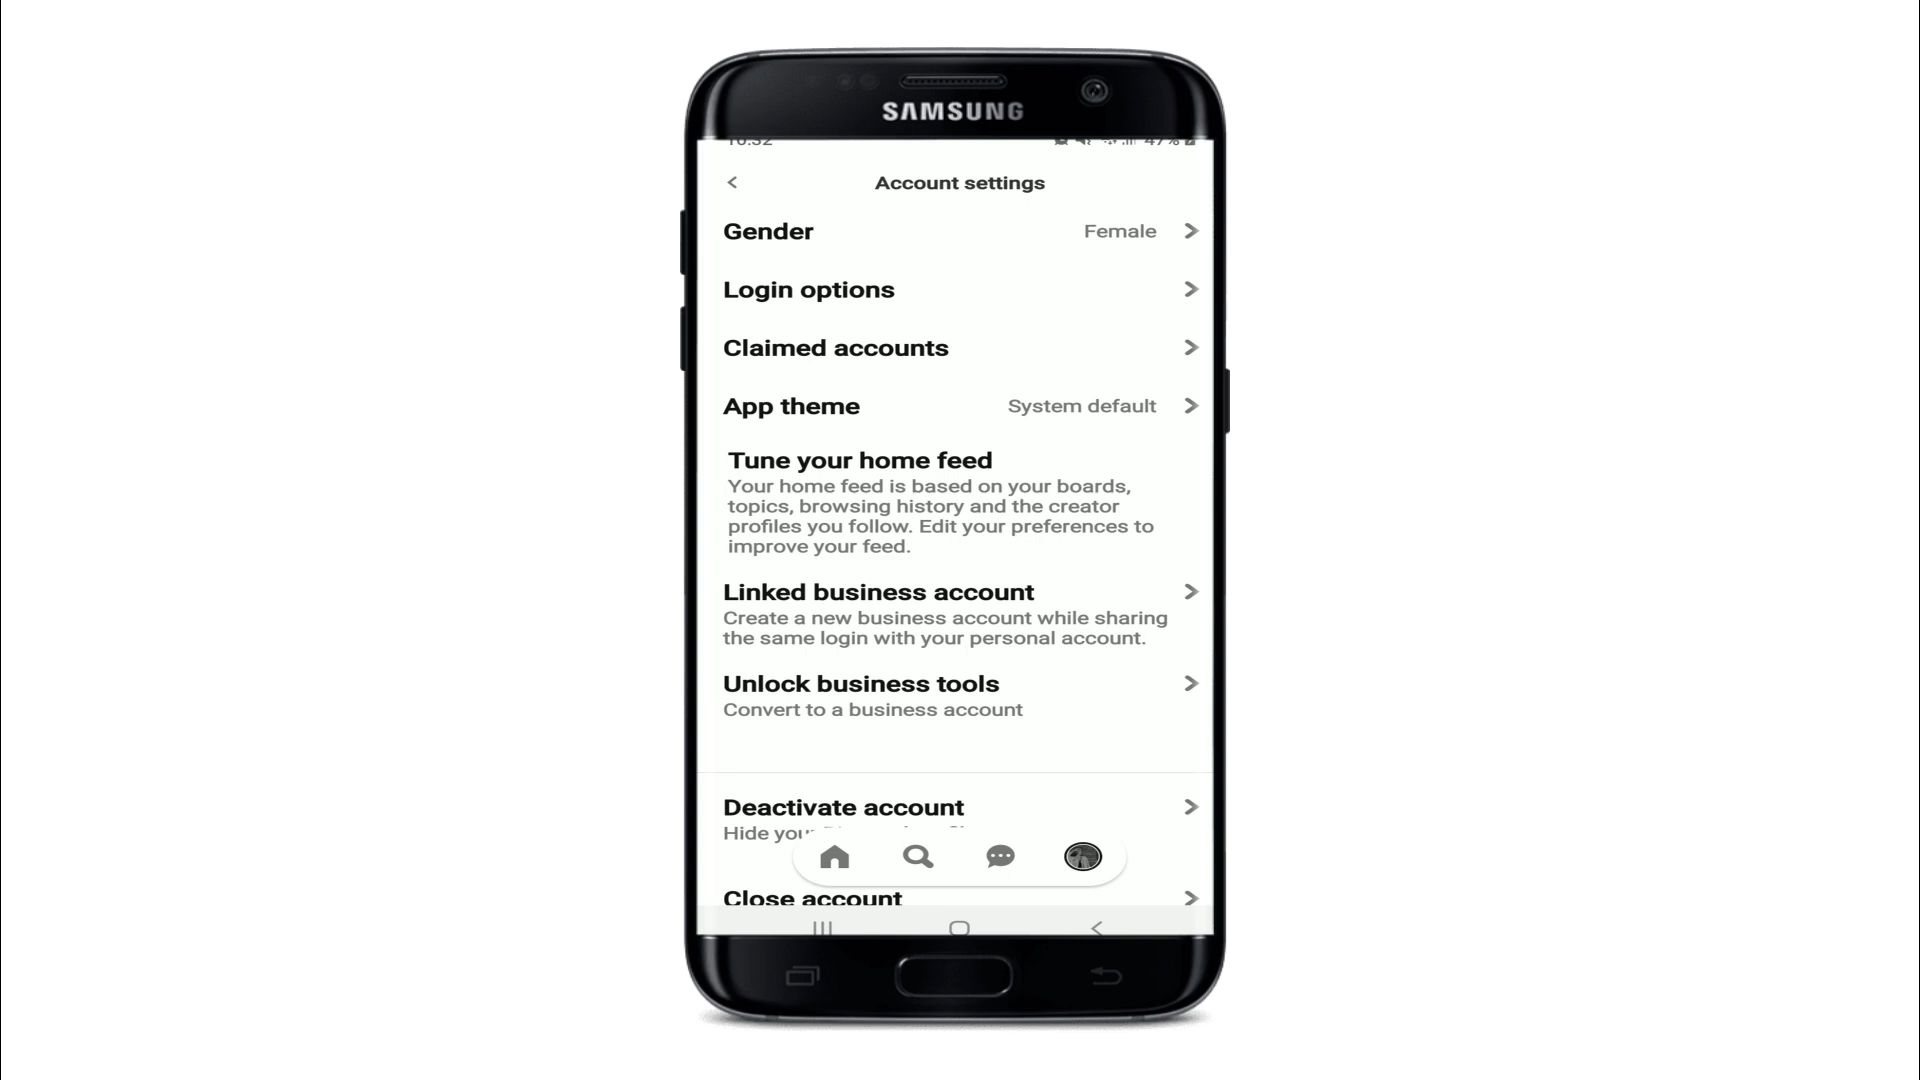 SAMSUNG
16:32 47%
Account settings
Gender Female
Login options
Claimed accounts
App theme System default
Tune your home feed
Your home feed is based on your boards,
topics, browsing history and the creator
profiles you follow. Edit your preferences to
improve your feed.
Linked business account
Create a new business account while sharing
the same login with your personal account.
Unlock business tools
Convert to a business account
Deactivate account
Hide your
Close account